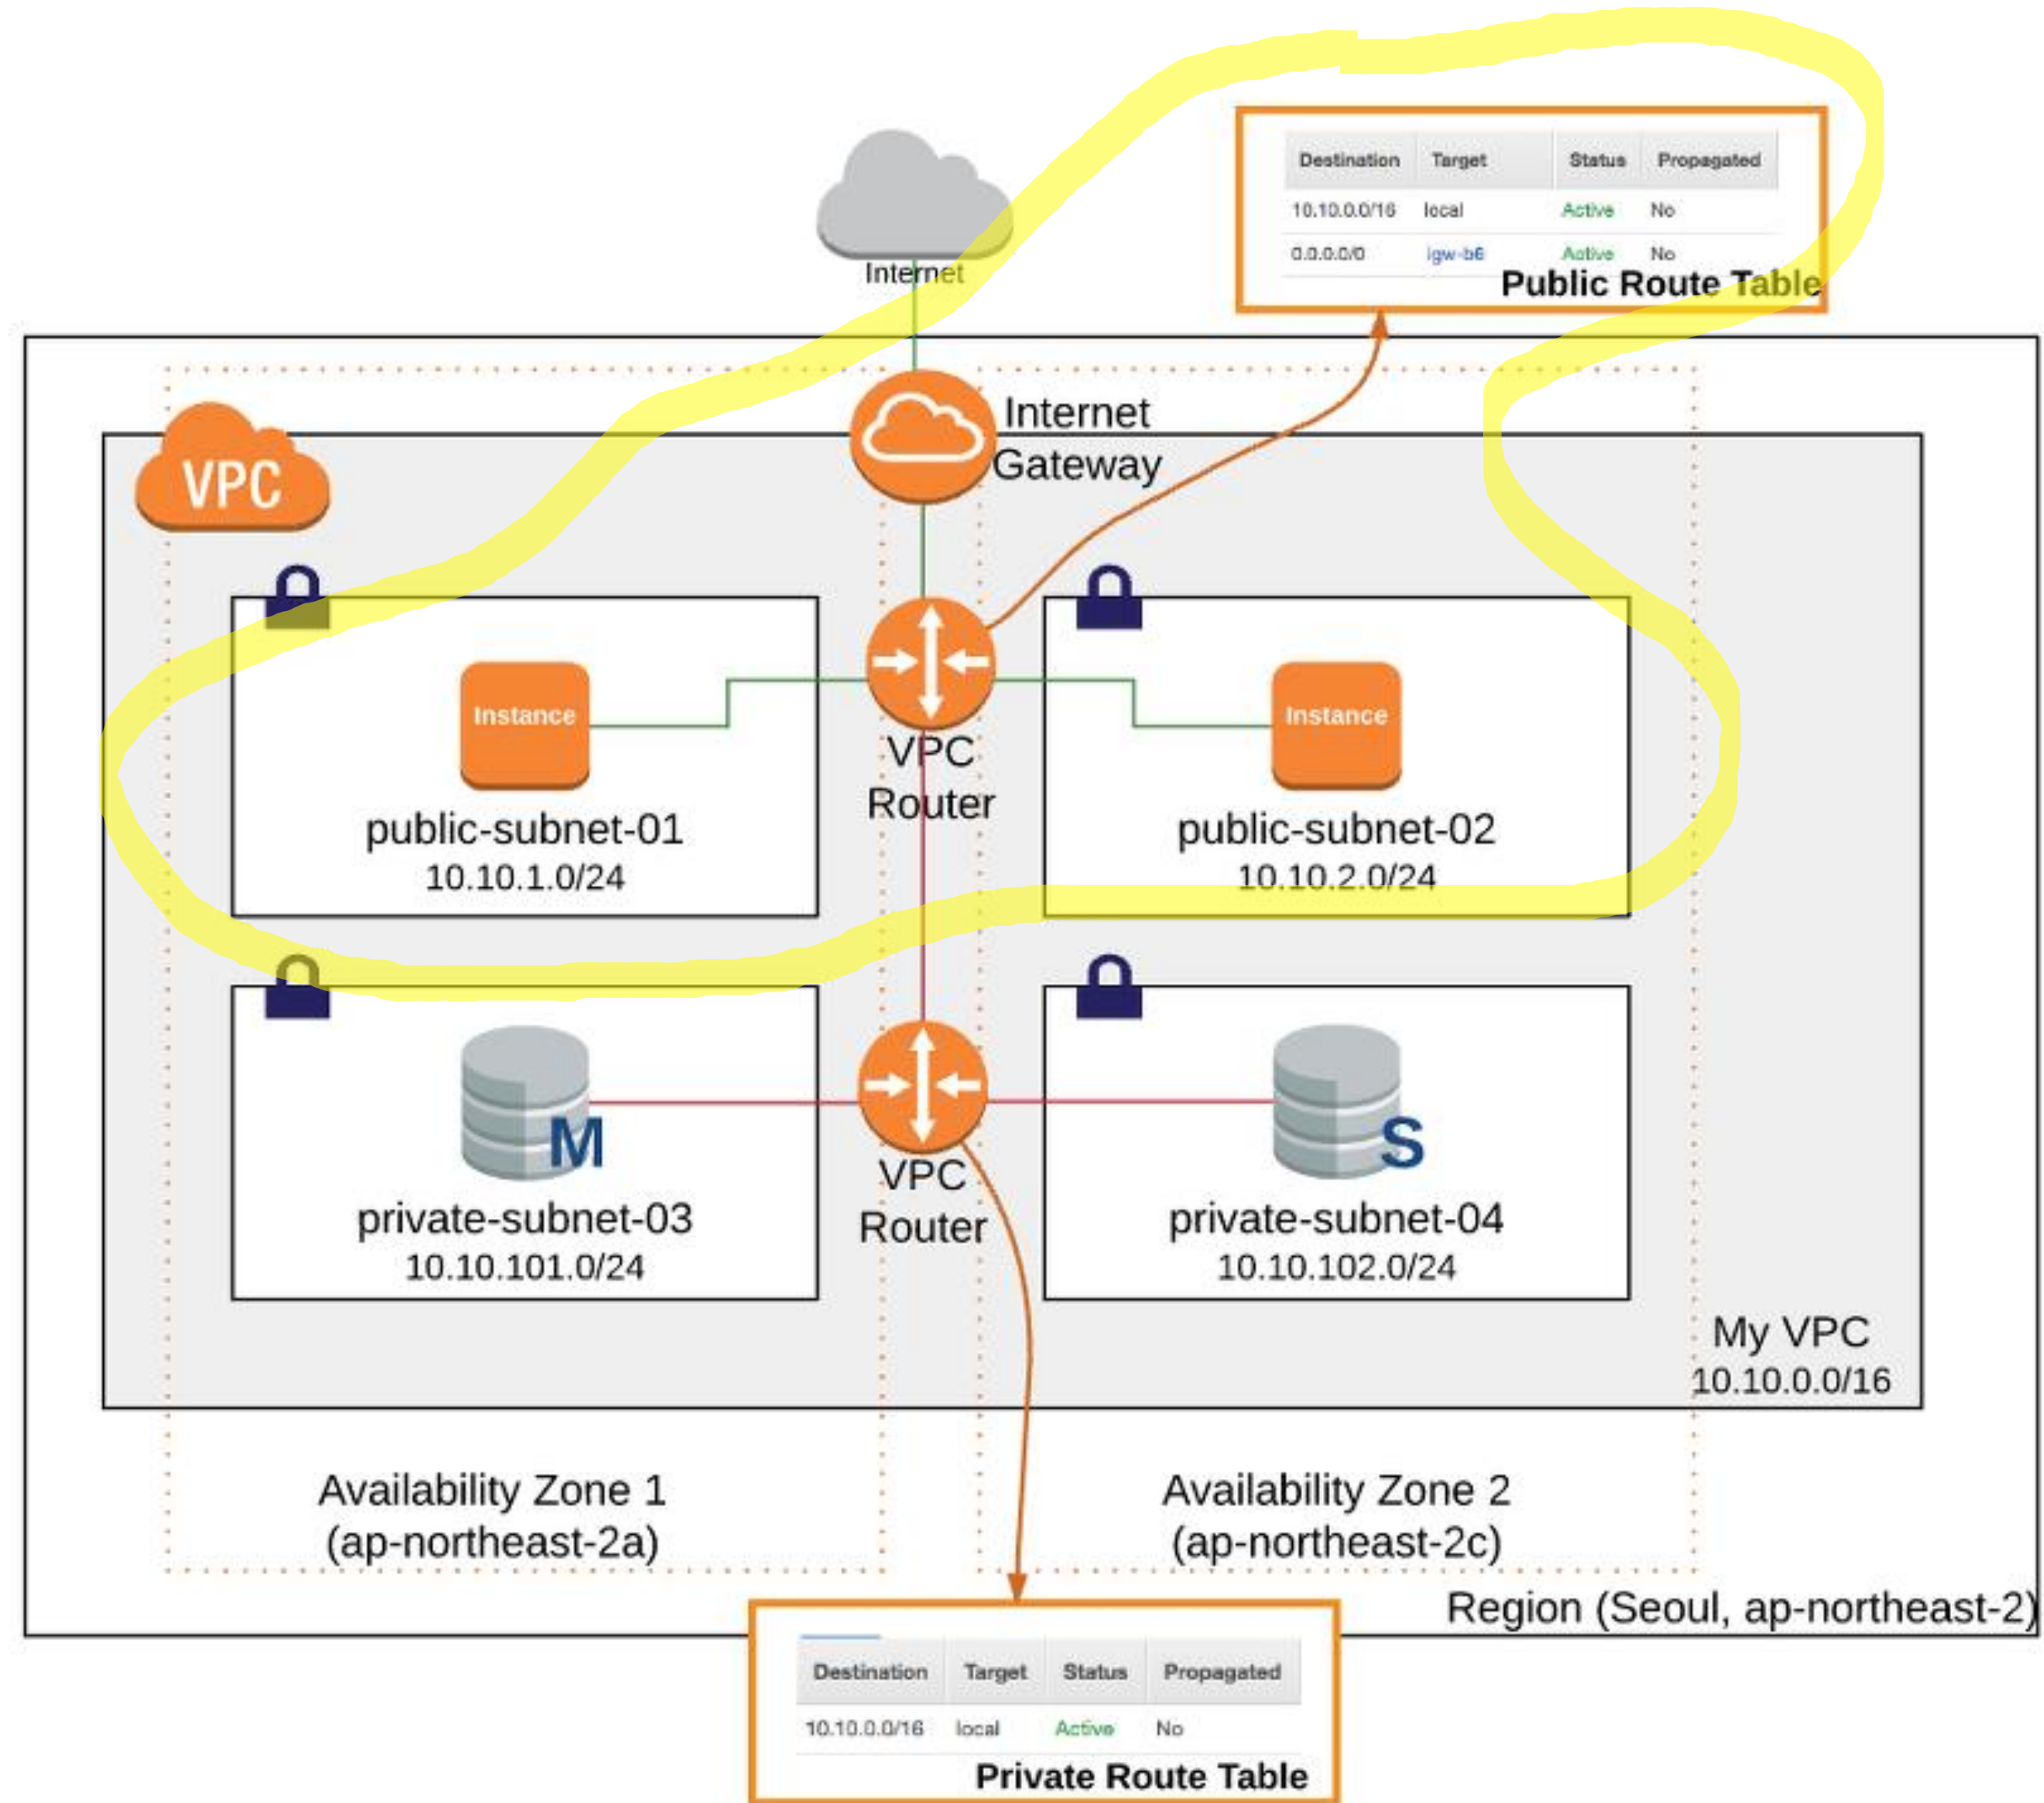 Internet
Destination Target Status Propagated
10.10.0.0/16 local Active No
0.0.0.0/0 igw-b6 Active No
Public Route Table
VPC
Internet
Gateway
Instance
public-subnet-01
10.10.1.0/24
VPC
Router
Instance
public-subnet-02
10.10.2.0/24
M
private-subnet-03
10.10.101.0/24
VPC
Router
S
private-subnet-04
10.10.102.0/24
My VPC
10.10.0.0/16
Availability Zone 1
(ap-northeast-2a)
Availability Zone 2
(ap-northeast-2c)
Region (Seoul, ap-northeast-2)
Destination Target Status Propagated
10.10.0.0/16 local Active No
Private Route Table